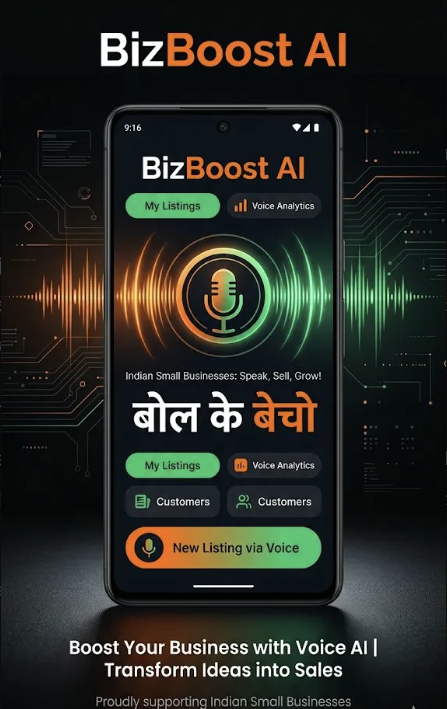 BizBoost AI
9:16
BizBoost AI
My Listings
Voice Analytics
Indian Small Businesses: Speak, Sell, Grow!
बोल के बेचो
My Listings
Voice Analytics
Customers
Customers
New Listing via Voice
Boost Your Business with Voice AI |
Transform Ideas into Sales
Proudly supporting Indian Small Businesses